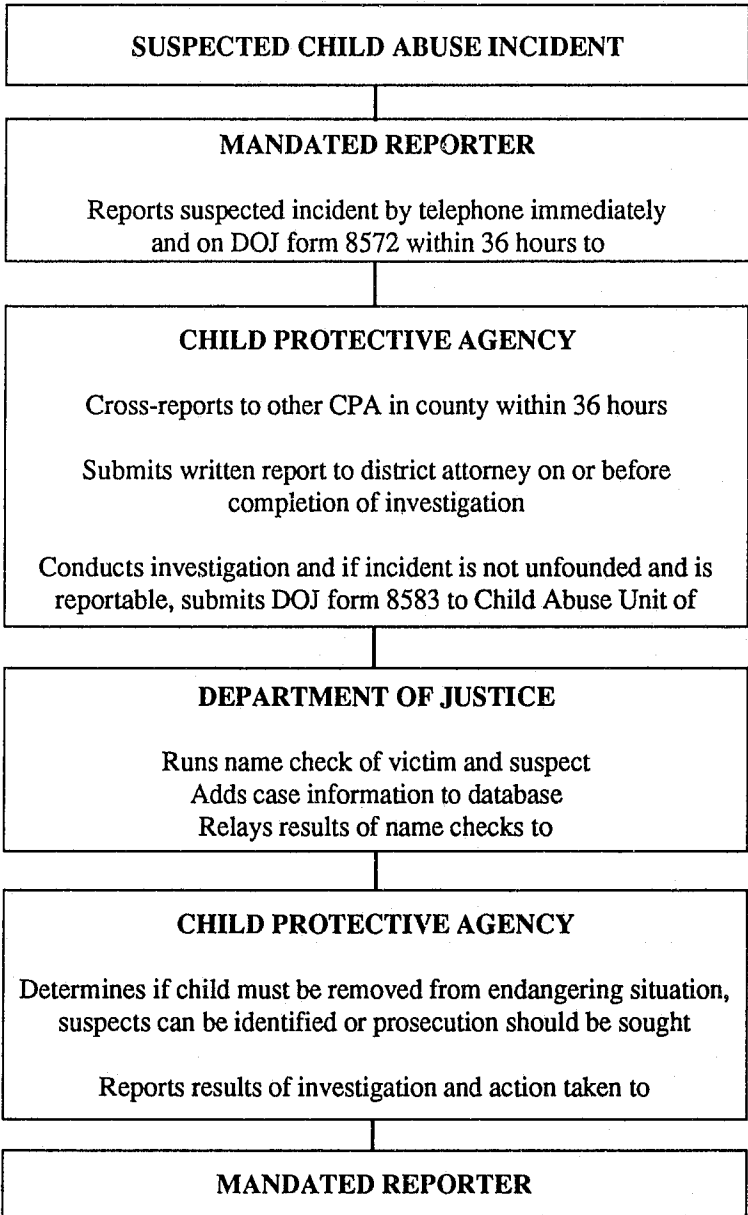 SUSPECTED CHILD ABUSE INCIDENT
MANDATED REPORTER
Reports suspected incident by telephone immediately
and on DOJ form 8572 within 36 hours to
CHILD PROTECTIVE AGENCY
Cross-reports to other CPA in county within 36 hours
Submits written report to district attorney on or before
completion of investigation
Conducts investigation and if incident is not unfounded and is
reportable, submits DOJ form 8583 to Child Abuse Unit of
DEPARTMENT OF JUSTICE
Runs name check of victim and suspect
Adds case information to database
Relays results of name checks to
CHILD PROTECTIVE AGENCY
Determines if child must be removed from endangering situation,
suspects can be identified or prosecution should be sought
Reports results of investigation and action taken to
MANDATED REPORTER